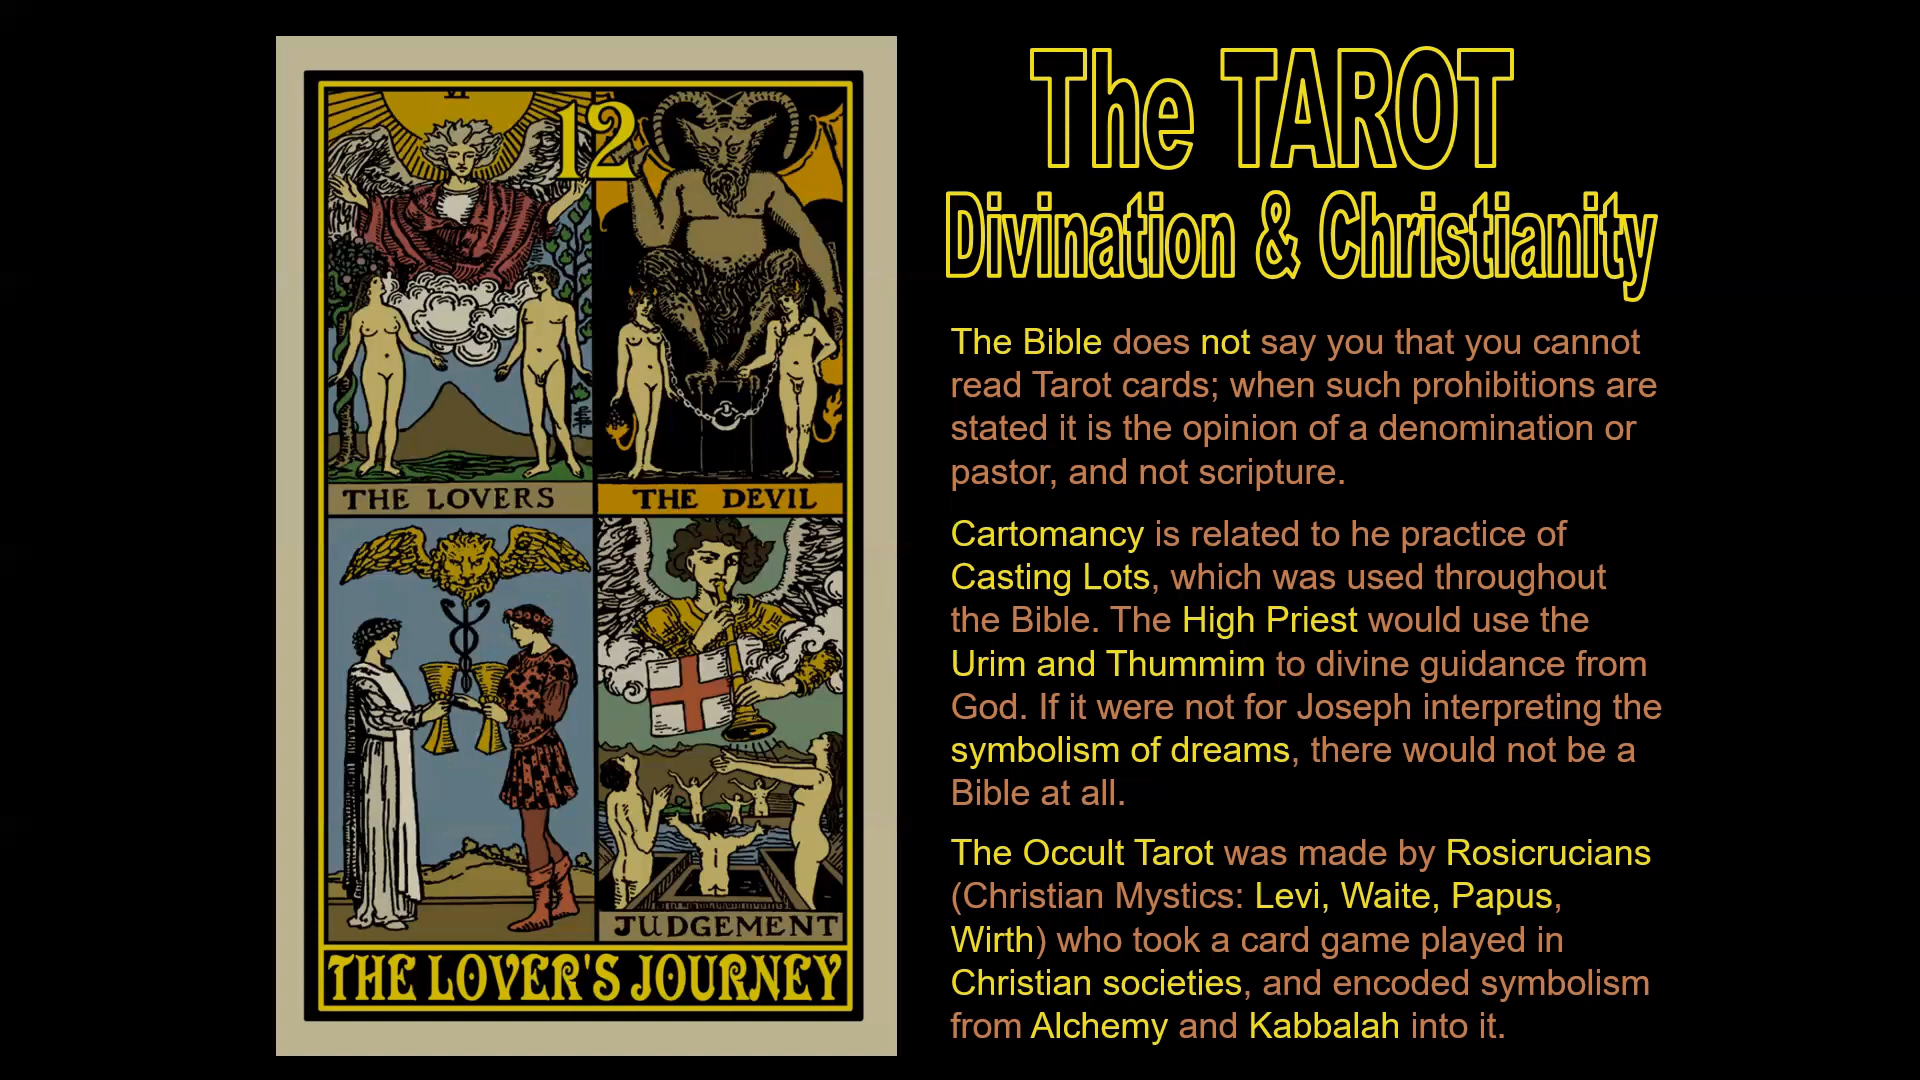 VI
12
THE LOVERS
THE DEVIL
JUDGEMENT
THE LOVER'S JOURNEY
The TAROT
Divination & Christianity
The Bible does not say you that you cannot
read Tarot cards; when such prohibitions are
stated it is the opinion of a denomination or
pastor, and not scripture.
Cartomancy is related to he practice of
Casting Lots, which was used throughout
the Bible. The High Priest would use the
Urim and Thummim to divine guidance from
God. If it were not for Joseph interpreting the
symbolism of dreams, there would not be a
Bible at all.
The Occult Tarot was made by Rosicrucians
(Christian Mystics: Levi, Waite, Papus,
Wirth) who took a card game played in
Christian societies, and encoded symbolism
from Alchemy and Kabbalah into it.